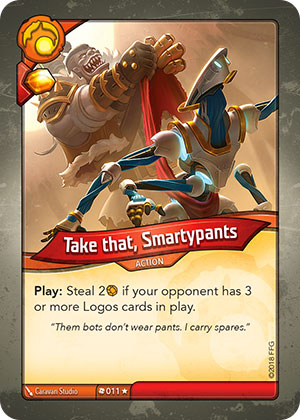 Take that, Smartypants
ACTION
Play: Steal 2 if your opponent has 3
or more Logos cards in play.
"Them bots don't wear pants. I carry spares."
Caravan Studio
011
©2018 FFG